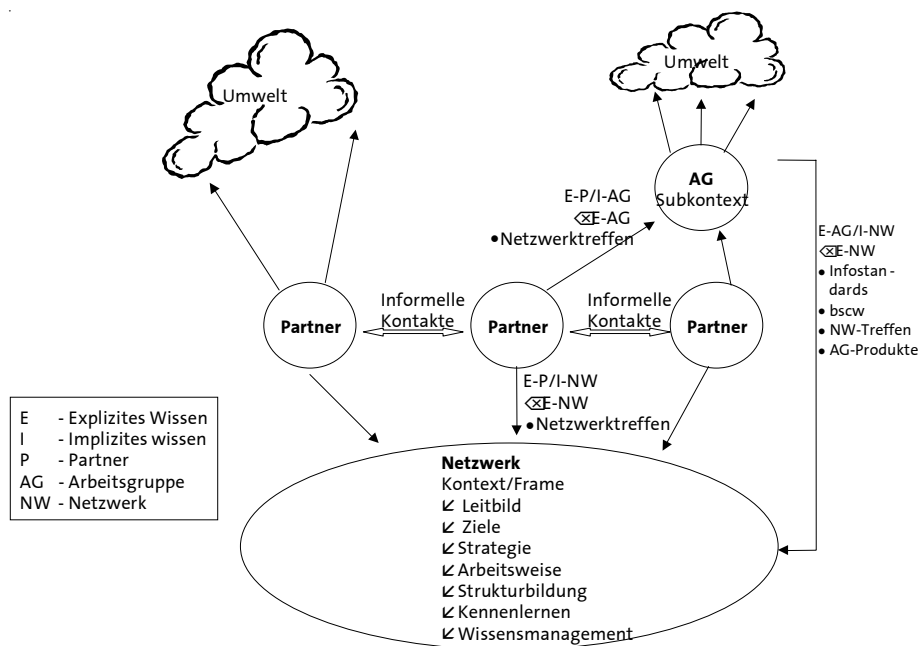 Umwelt
Umwelt
AG
Subkontext
E-P/I-AG
⌫E-AG
• Netzwerktreffen
E-AG/I-NW
⌫E-NW
• Infostan-
dards
• bscw
• NW-Treffen
• AG-Produkte
Partner
Informelle
Kontakte
Partner
Informelle
Kontakte
Partner
E-P/I-NW
⌫E-NW
• Netzwerktreffen
E - Explizites Wissen
I - Implizites wissen
P - Partner
AG - Arbeitsgruppe
NW - Netzwerk
Netzwerk
Kontext/Frame
↙ Leitbild
↙ Ziele
↙ Strategie
↙ Arbeitsweise
↙ Strukturbildung
↙ Kennenlernen
↙ Wissensmanagement